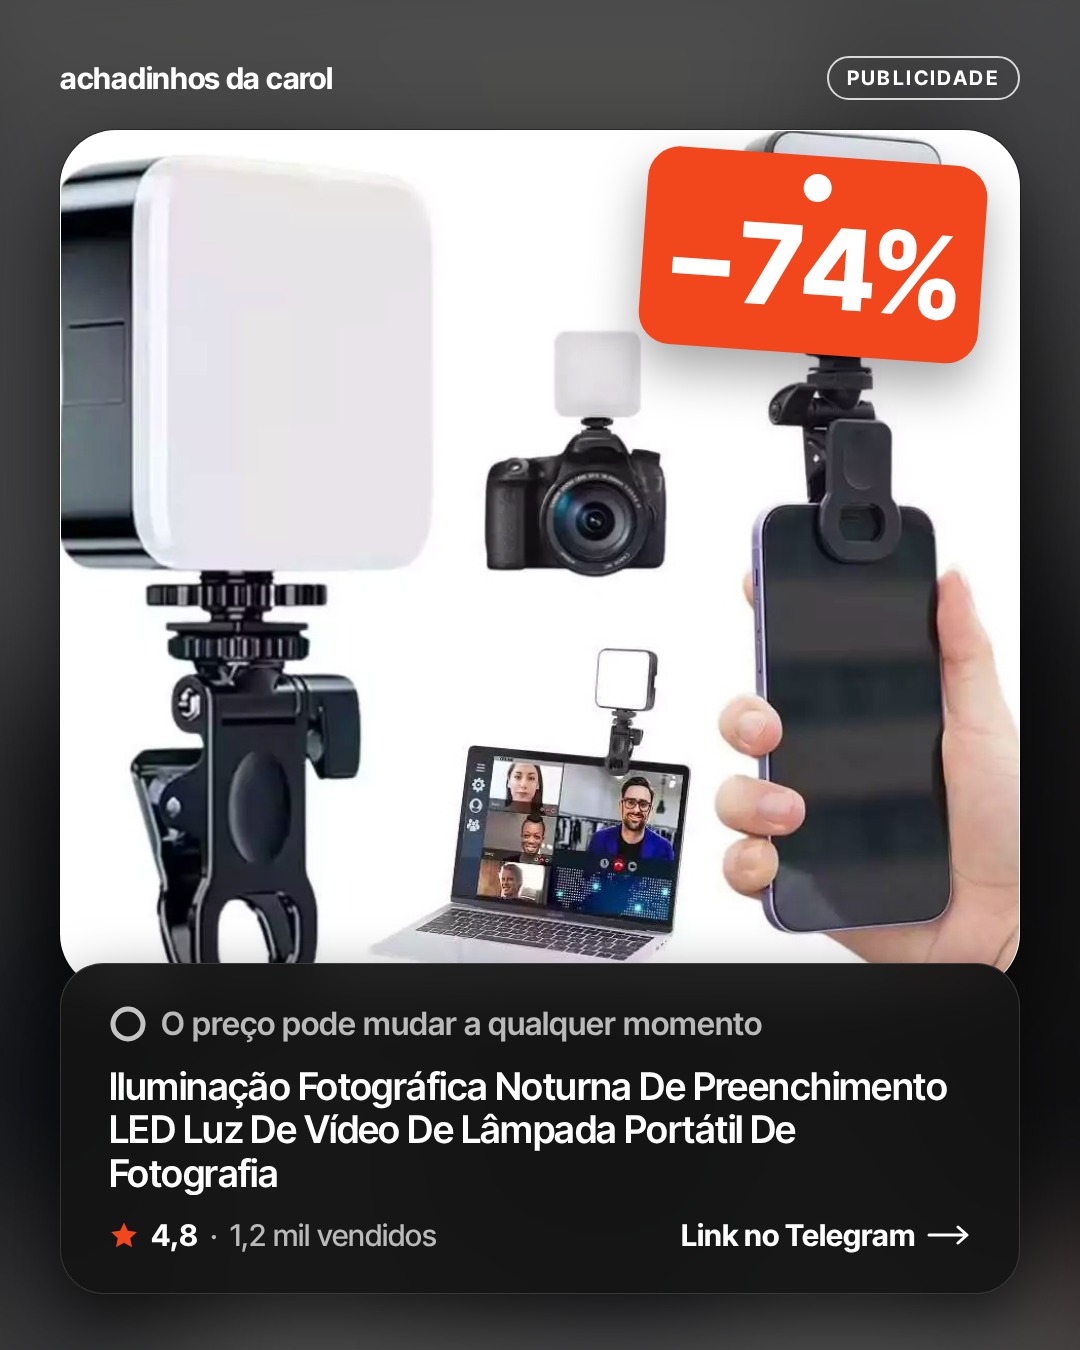 achadinhos da carol
PUBLICIDADE
–74%
O preço pode mudar a qualquer momento
Iluminação Fotográfica Noturna De Preenchimento
LED Luz De Vídeo De Lâmpada Portátil De
Fotografia
4,8 · 1,2 mil vendidos
Link no Telegram →